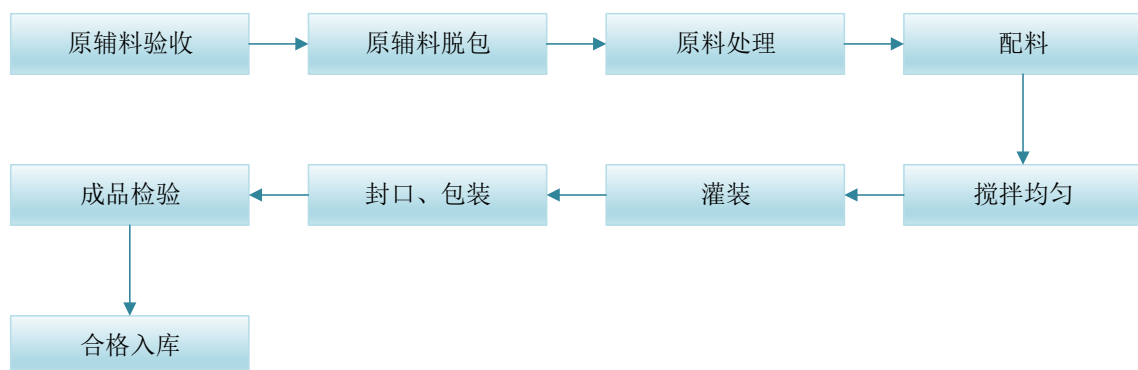 原辅料验收
原辅料脱包
原料处理
配料
搅拌均匀
灌装
封口、包装
成品检验
合格入库